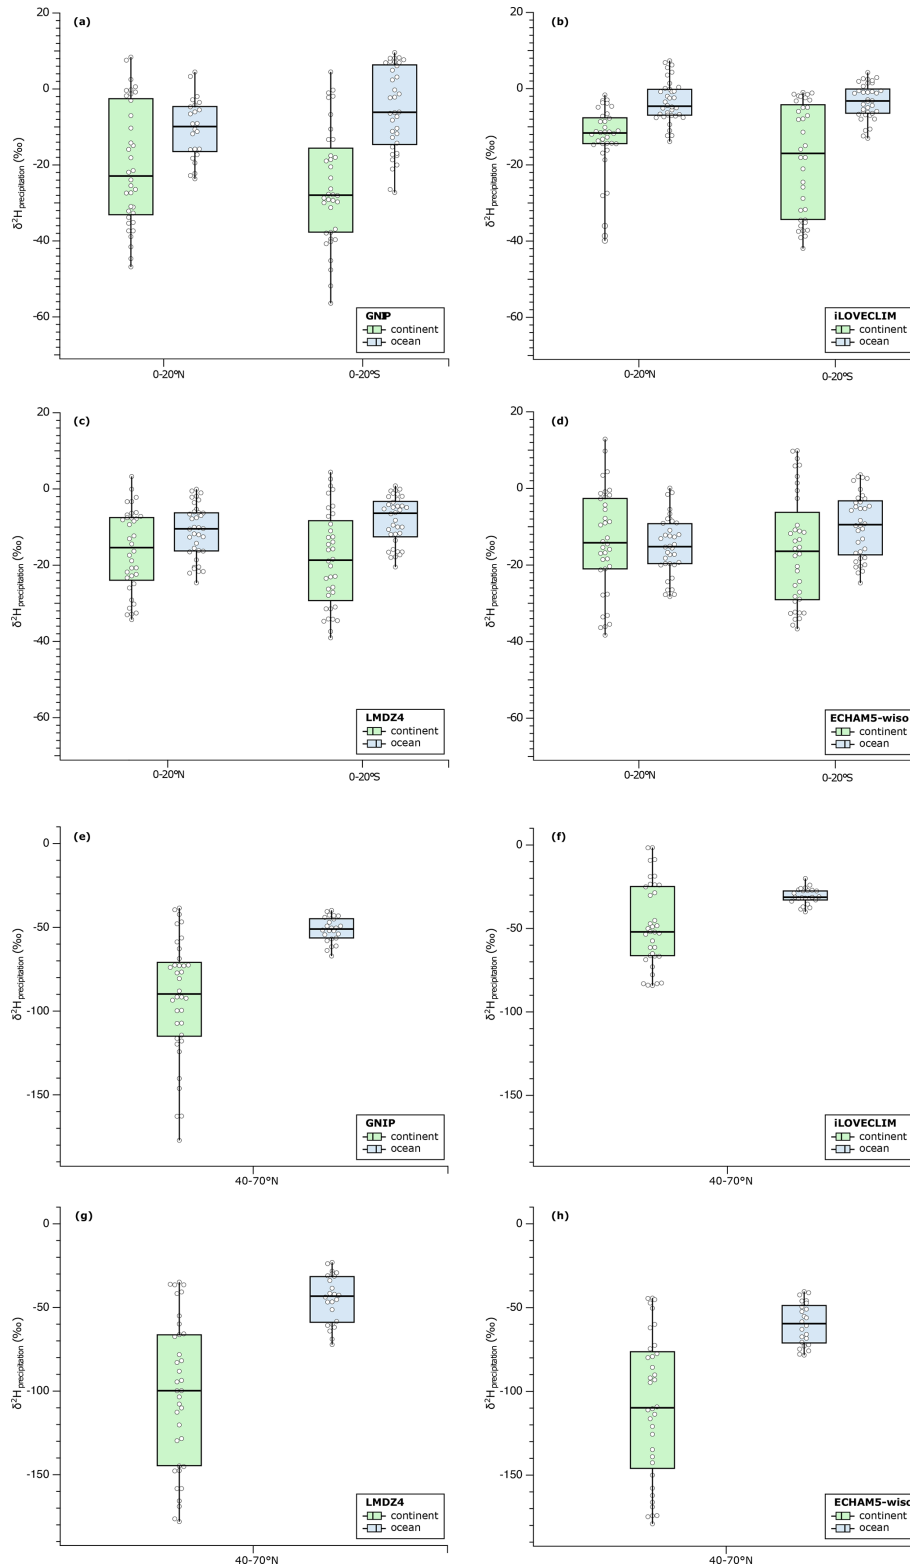 (a)
20
0
-20
-40
-60
δ²Hprecipitation (‰)
0-20°N
0-20°S
GNIP
continent
ocean
(b)
20
0
-20
-40
-60
δ²Hprecipitation (‰)
0-20°N
0-20°S
iLOVECLIM
continent
ocean
(c)
20
0
-20
-40
-60
δ²Hprecipitation (‰)
0-20°N
0-20°S
LMDZ4
continent
ocean
(d)
20
0
-20
-40
-60
δ²Hprecipitation (‰)
0-20°N
0-20°S
ECHAM5-wiso
continent
ocean
(e)
0
-50
-100
-150
δ²Hprecipitation (‰)
40-70°N
GNIP
continent
ocean
(f)
0
-50
-100
-150
δ²Hprecipitation (‰)
40-70°N
iLOVECLIM
continent
ocean
(g)
0
-50
-100
-150
δ²Hprecipitation (‰)
40-70°N
LMDZ4
continent
ocean
(h)
0
-50
-100
-150
δ²Hprecipitation (‰)
40-70°N
ECHAM5-wiso
continent
ocean